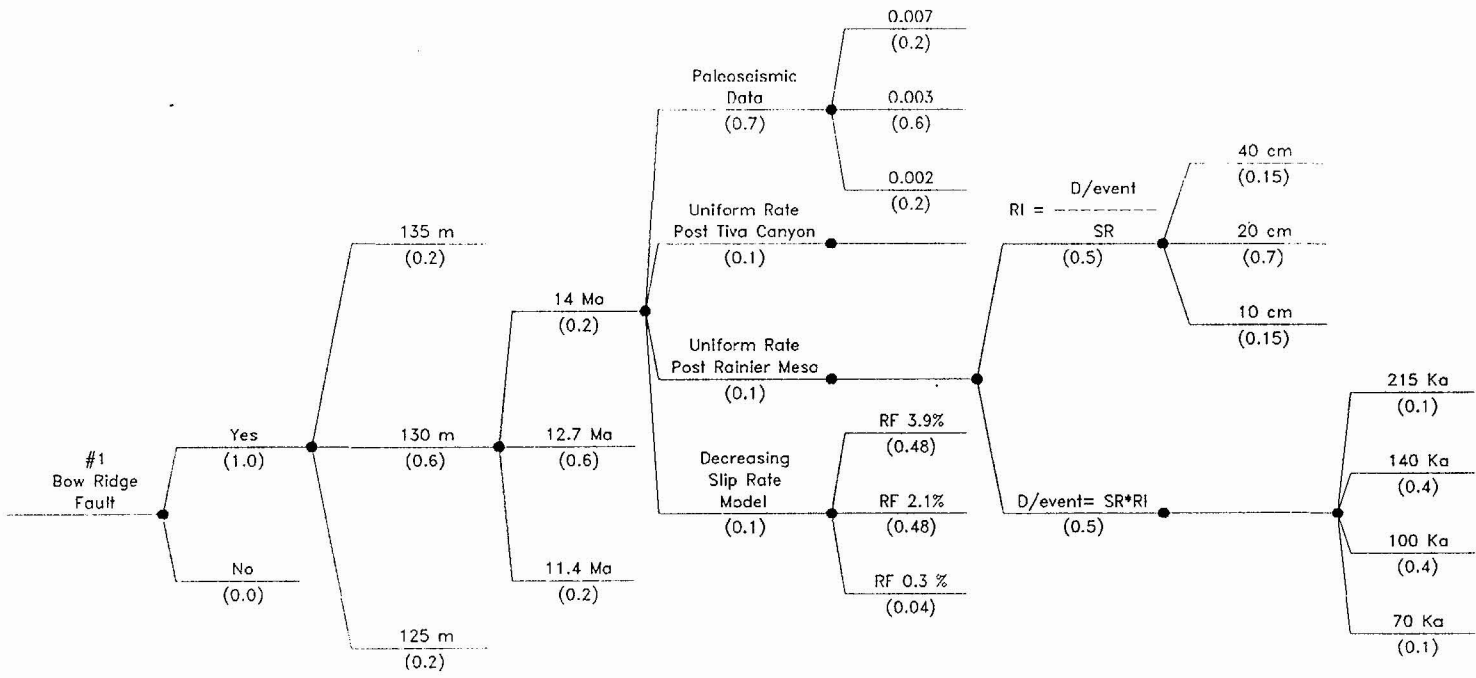 #1
Bow Ridge
Fault
Yes
(1.0)
No
(0.0)
135 m
(0.2)
130 m
(0.6)
125 m
(0.2)
14 Ma
(0.2)
12.7 Ma
(0.6)
11.4 Ma
(0.2)
Paleoseismic
Data
(0.7)
Uniform Rate
Post Tiva Canyon
(0.1)
Uniform Rate
Post Rainier Mesa
(0.1)
Decreasing
Slip Rate
Model
(0.1)
0.007
(0.2)
0.003
(0.6)
0.002
(0.2)
RF 3.9%
(0.48)
RF 2.1%
(0.48)
RF 0.3 %
(0.04)
D/event
RI =
SR
(0.5)
D/event= SR*RI
(0.5)
40 cm
(0.15)
20 cm
(0.7)
10 cm
(0.15)
215 Ka
(0.1)
140 Ka
(0.4)
100 Ka
(0.4)
70 Ka
(0.1)